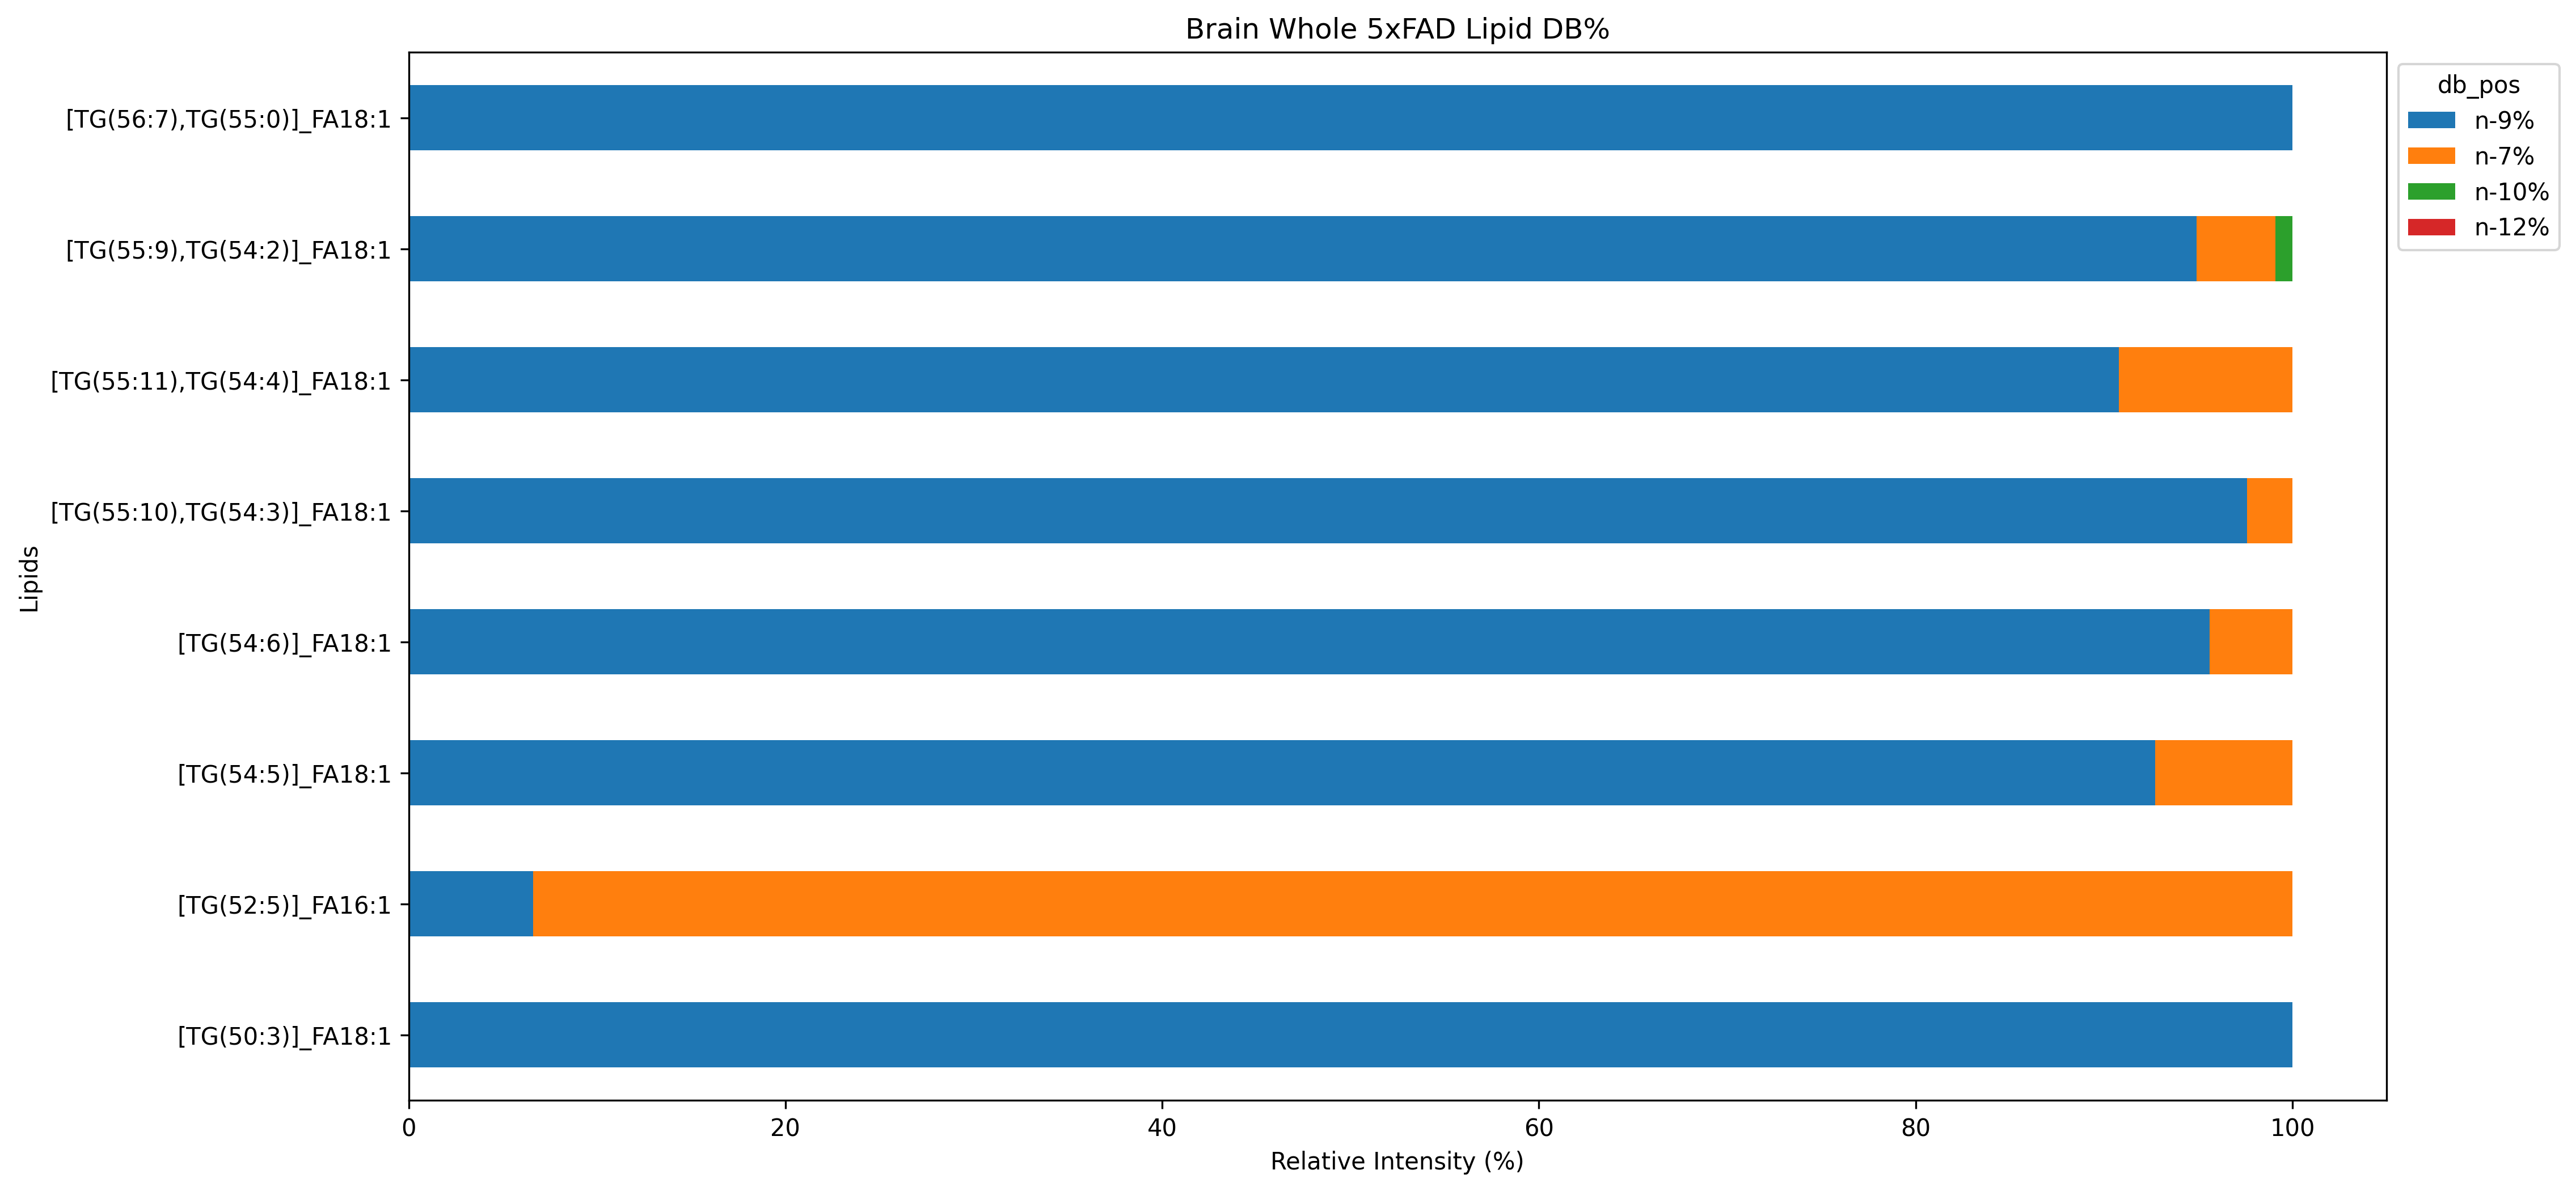 Brain Whole 5xFAD Lipid DB%
db_pos
n-9%
n-7%
n-10%
n-12%
Lipids
[TG(56:7),TG(55:0)]_FA18:1
[TG(55:9),TG(54:2)]_FA18:1
[TG(55:11),TG(54:4)]_FA18:1
[TG(55:10),TG(54:3)]_FA18:1
[TG(54:6)]_FA18:1
[TG(54:5)]_FA18:1
[TG(52:5)]_FA16:1
[TG(50:3)]_FA18:1
0 20 40 60 80 100
Relative Intensity (%)